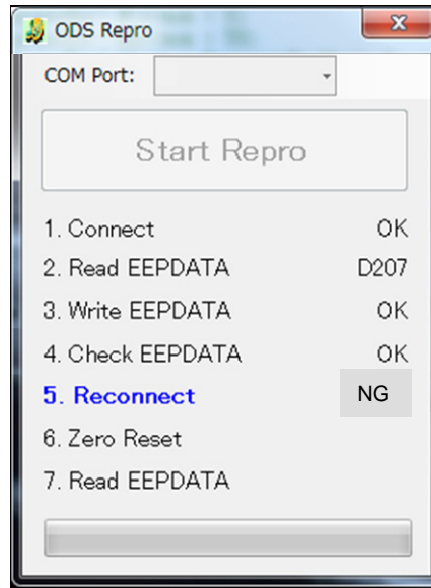 ODS Repro
COM Port:
Start Repro
1. Connect OK
2. Read EEPDATA D207
3. Write EEPDATA OK
4. Check EEPDATA OK
5. Reconnect NG
6. Zero Reset
7. Read EEPDATA